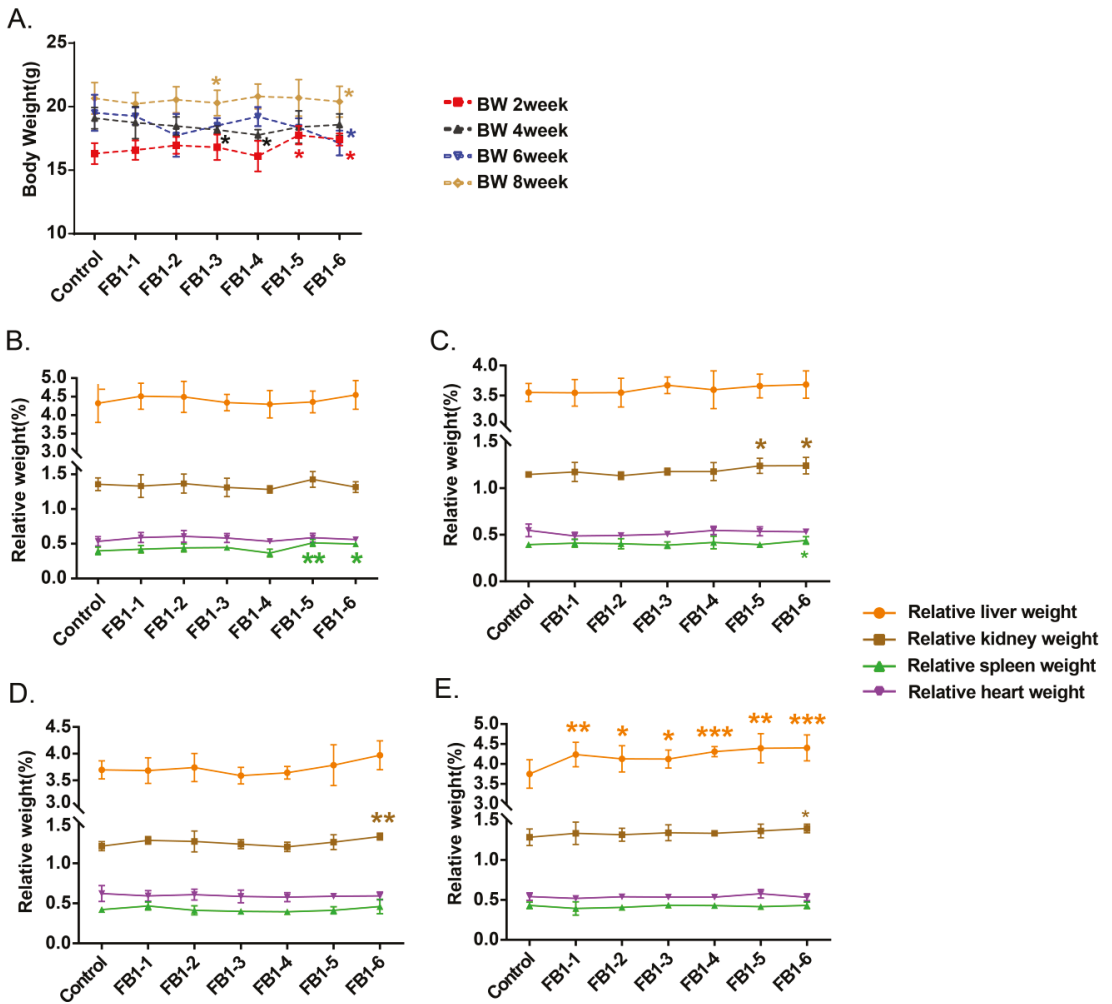 A.
25
20
15
10
Body Weight(g)
*
*
*
*
*
*
*
Control
FB1-1
FB1-2
FB1-3
FB1-4
FB1-5
FB1-6
BW 2week
BW 4week
BW 6week
BW 8week
B.
5.0
4.5
4.0
3.5
3.0
1.5
1.0
0.5
0.0
Relative weight(%)
**
*
Control
FB1-1
FB1-2
FB1-3
FB1-4
FB1-5
FB1-6
C.
4.0
3.5
3.0
1.5
1.0
0.5
0.0
Relative weight(%)
*
*
*
Control
FB1-1
FB1-2
FB1-3
FB1-4
FB1-5
FB1-6
Relative liver weight
Relative kidney weight
Relative spleen weight
Relative heart weight
D.
4.5
4.0
3.5
3.0
1.5
1.0
0.5
0.0
Relative weight(%)
**
Control
FB1-1
FB1-2
FB1-3
FB1-4
FB1-5
FB1-6
E.
5.0
4.5
4.0
3.5
3.0
1.5
1.0
0.5
0.0
Relative weight(%)
**
*
*
***
**
***
*
Control
FB1-1
FB1-2
FB1-3
FB1-4
FB1-5
FB1-6